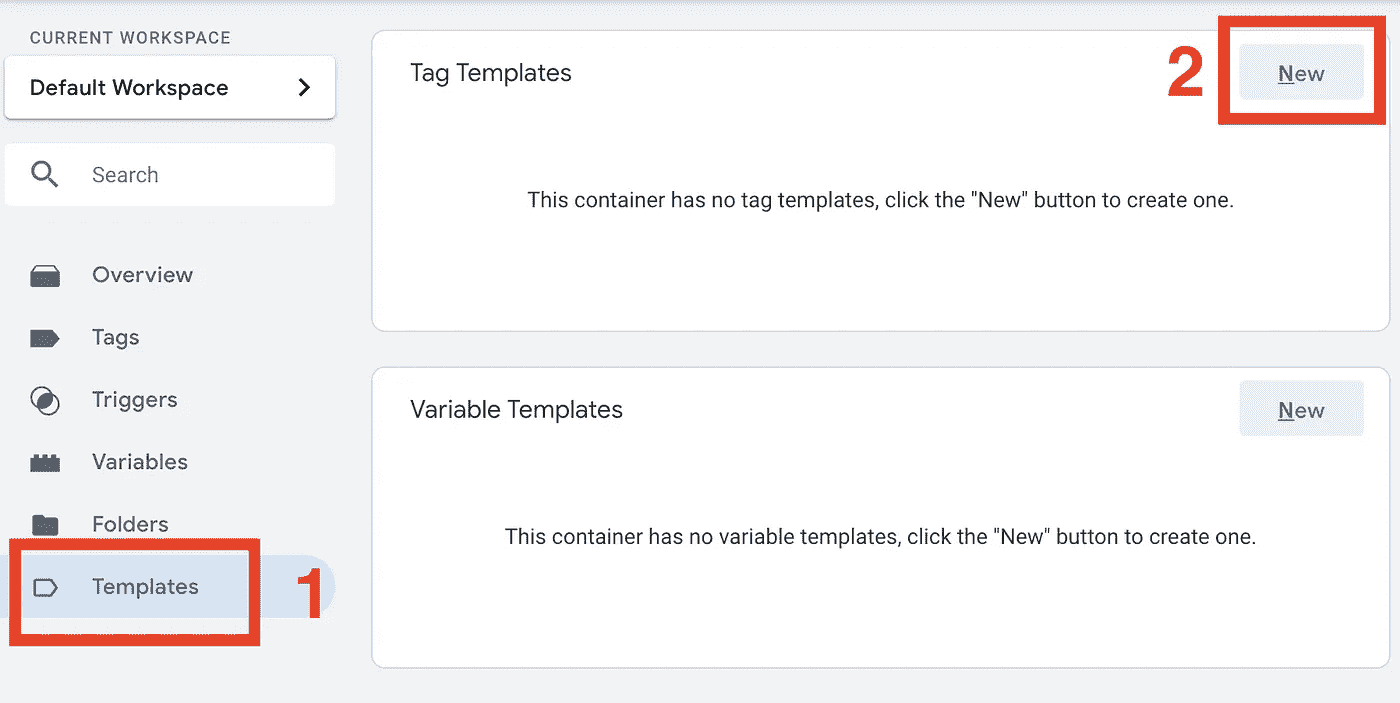 CURRENT WORKSPACE
Default Workspace
Search
Overview
Tags
Triggers
Variables
Folders
Templates
1
Tag Templates
2
New
This container has no tag templates, click the "New" button to create one.
Variable Templates
New
This container has no variable templates, click the "New" button to create one.